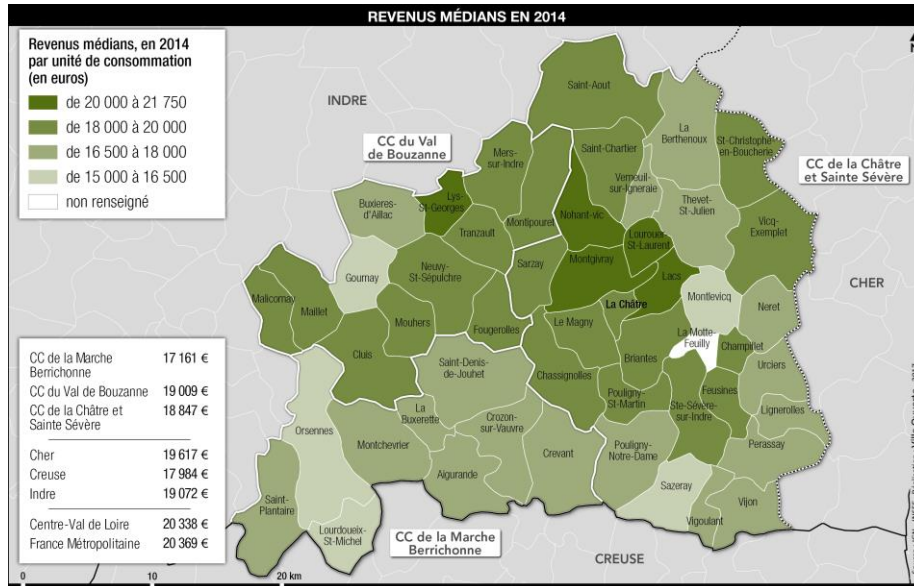 REVENUS MÉDIANS EN 2014
Revenus médians, en 2014
par unité de consommation
(en euros)
de 20 000 à 21 750
de 18 000 à 20 000
de 16 500 à 18 000
de 15 000 à 16 500
non renseigné
INDRE
CC du Val
de Bouzanne
CC de la Châtre
et Sainte Sévère
CHER
Saint-Aout
La
Berthenoux
St-Christophe
en-Boucherie
Saint-Chartier
Mers-
sur-Indre
Verneuil-
sur-Igneraie
Lys-
St-Georges
Buxieres-
d'Aillac
Montipouret
Nohant-vic
Thevet-
St-Julien
Vicq-
Exemplet
Tranzault
Lourouer-
St-Laurent
Sarzay
Montgivray
Gournay
Neuvy-
St-Sépulchre
Lacs
Malicornay
Maillet
La Châtre
Montlevicq
Neret
Mouhers
Fougerolles
Le Magny
La Motte-
Feuilly
Champillet
Cluis
Saint-Denis-
de-Jouhet
Briantes
Urciers
Chassignolles
Pouligny-
St-Martin
Feusines
Ste-Sévère-
sur-Indre
Lignerolles
Orsennes
La
Buxerette
Crozon-
sur-Vauvre
Montchevrier
Pouligny-
Notre-Dame
Perassay
Crevant
Aigurande
Sazeray
Saint-
Plantaire
Vijon
Vigoulant
Lourdoueix-
St-Michel
CC de la Marche
Berrichonne
CREUSE
CC de la Marche
Berrichonne 17 161 €
CC du Val de Bouzanne 19 009 €
CC de la Châtre et
Sainte Sévère 18 847 €
Cher 19 617 €
Creuse 17 984 €
Indre 19 072 €
Centre-Val de Loire 20 338 €
France Métropolitaine 20 369 €
0 10 20 km